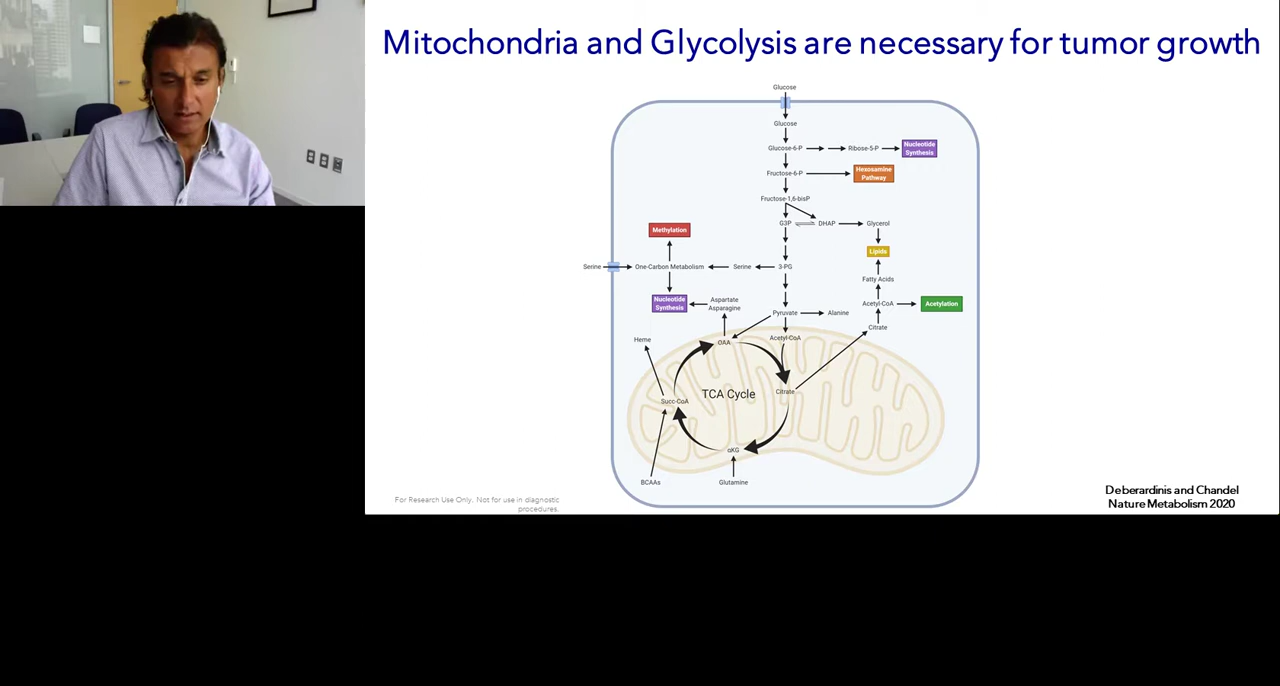 Mitochondria and Glycolysis are necessary for tumor growth
Glucose
Glucose
Glucose-6-P
Ribose-5-P
Nucleotide
Synthesis
Fructose-6-P
Hexosamine
Pathway
Fructose-1,6-bisP
G3P
DHAP
Glycerol
Methylation
Lipids
Serine
One-Carbon Metabolism
Serine
3-PG
Fatty Acids
Nucleotide
Synthesis
Aspartate
Asparagine
Acetyl-CoA
Acetylation
Pyruvate
Alanine
Citrate
Heme
OAA
Acetyl-CoA
TCA Cycle
Citrate
Succ-CoA
αKG
BCAAs
Glutamine
For Research Use Only. Not for use in diagnostic
procedures.
Deberardinis and Chandel
Nature Metabolism 2020